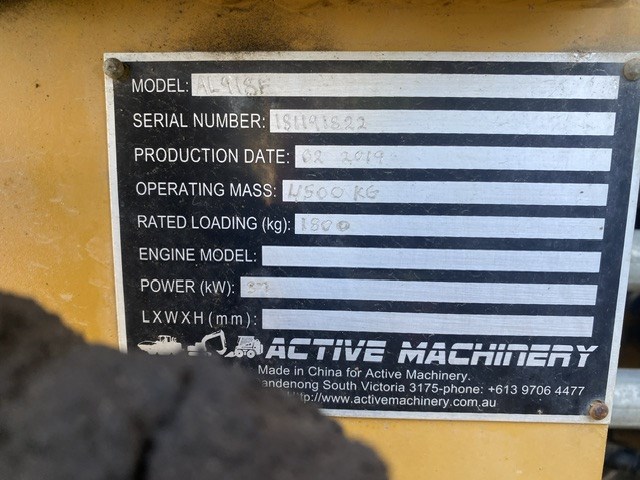 MODEL: AL918F
SERIAL NUMBER: 181191822
PRODUCTION DATE: 02 2019
OPERATING MASS: 4500 KG
RATED LOADING (kg): 1800
ENGINE MODEL:
POWER (kW): 37
LXWXH (mm):
ACTIVE MACHINERY
Made in China for Active Machinery.
South Victoria 3175-phone: +613 9706 4477
http://www.activemachinery.com.au